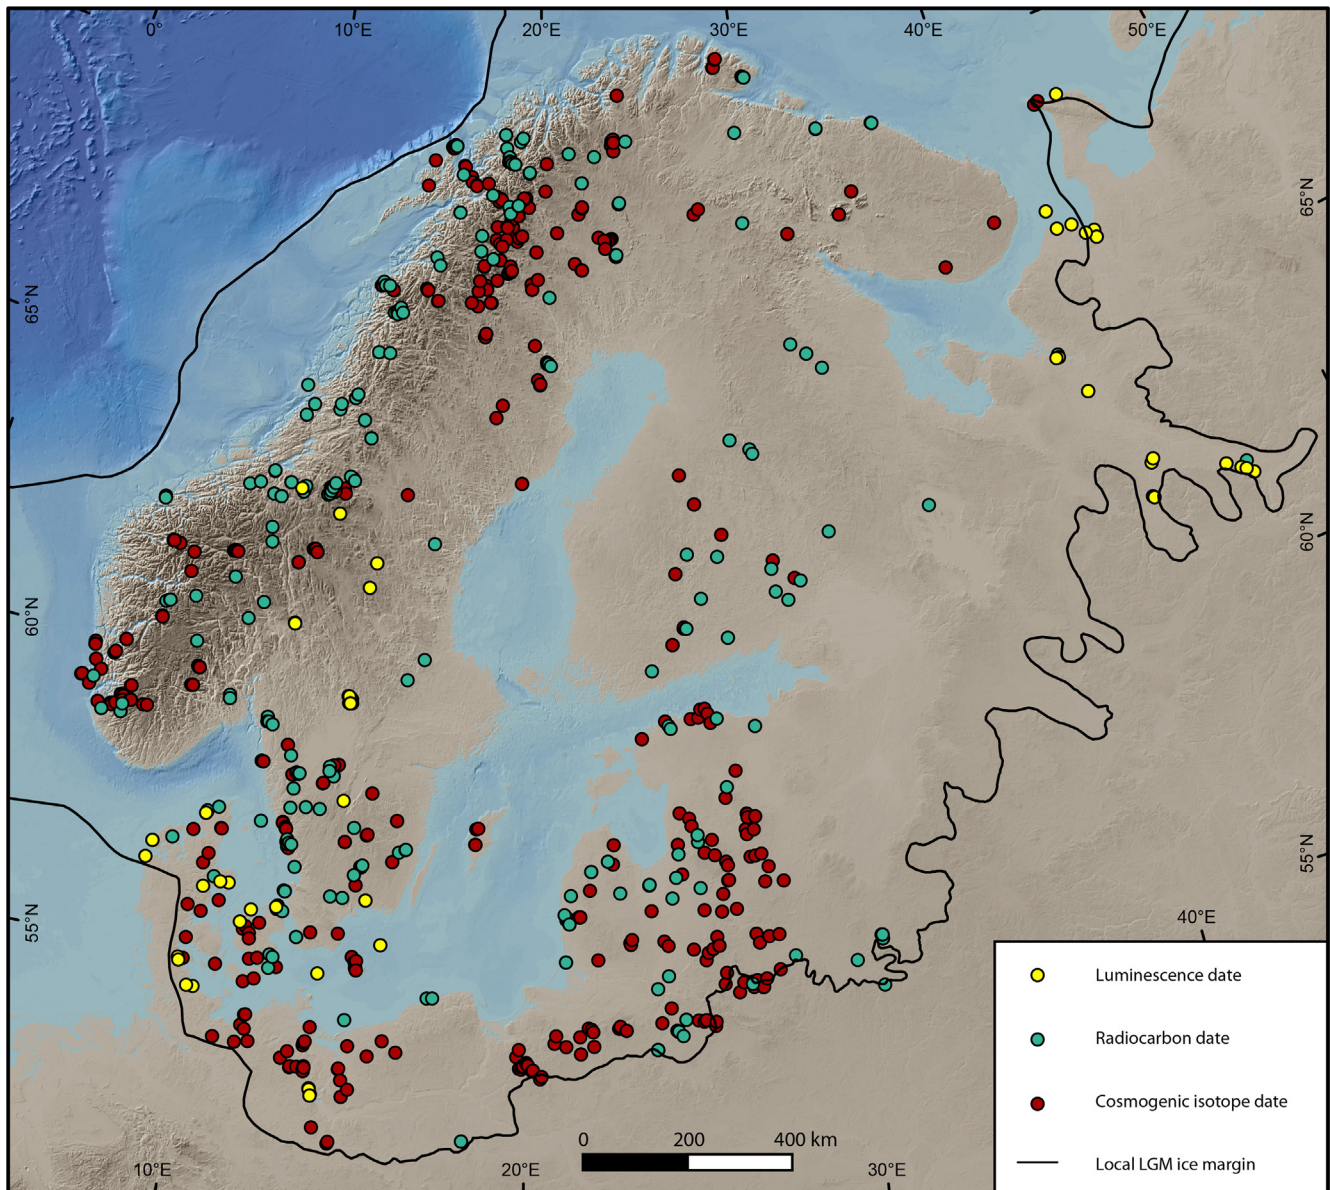 0° 10°E 20°E 30°E 40°E 50°E
65°N
65°N
60°N
60°N
55°N
55°N
40°E
Luminescence date
Radiocarbon date
Cosmogenic isotope date
Local LGM ice margin
0 200 400 km
10°E 20°E 30°E